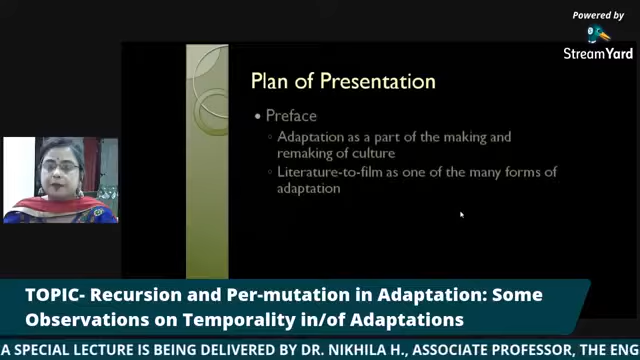 Powered by
StreamYard
Plan of Presentation
Preface
Adaptation as a part of the making and
remaking of culture
Literature-to-film as one of the many forms of
adaptation
TOPIC- Recursion and Per-mutation in Adaptation: Some
Observations on Temporality in/of Adaptations
A SPECIAL LECTURE IS BEING DELIVERED BY DR. NIKHILA H., ASSOCIATE PROFESSOR, THE ENG